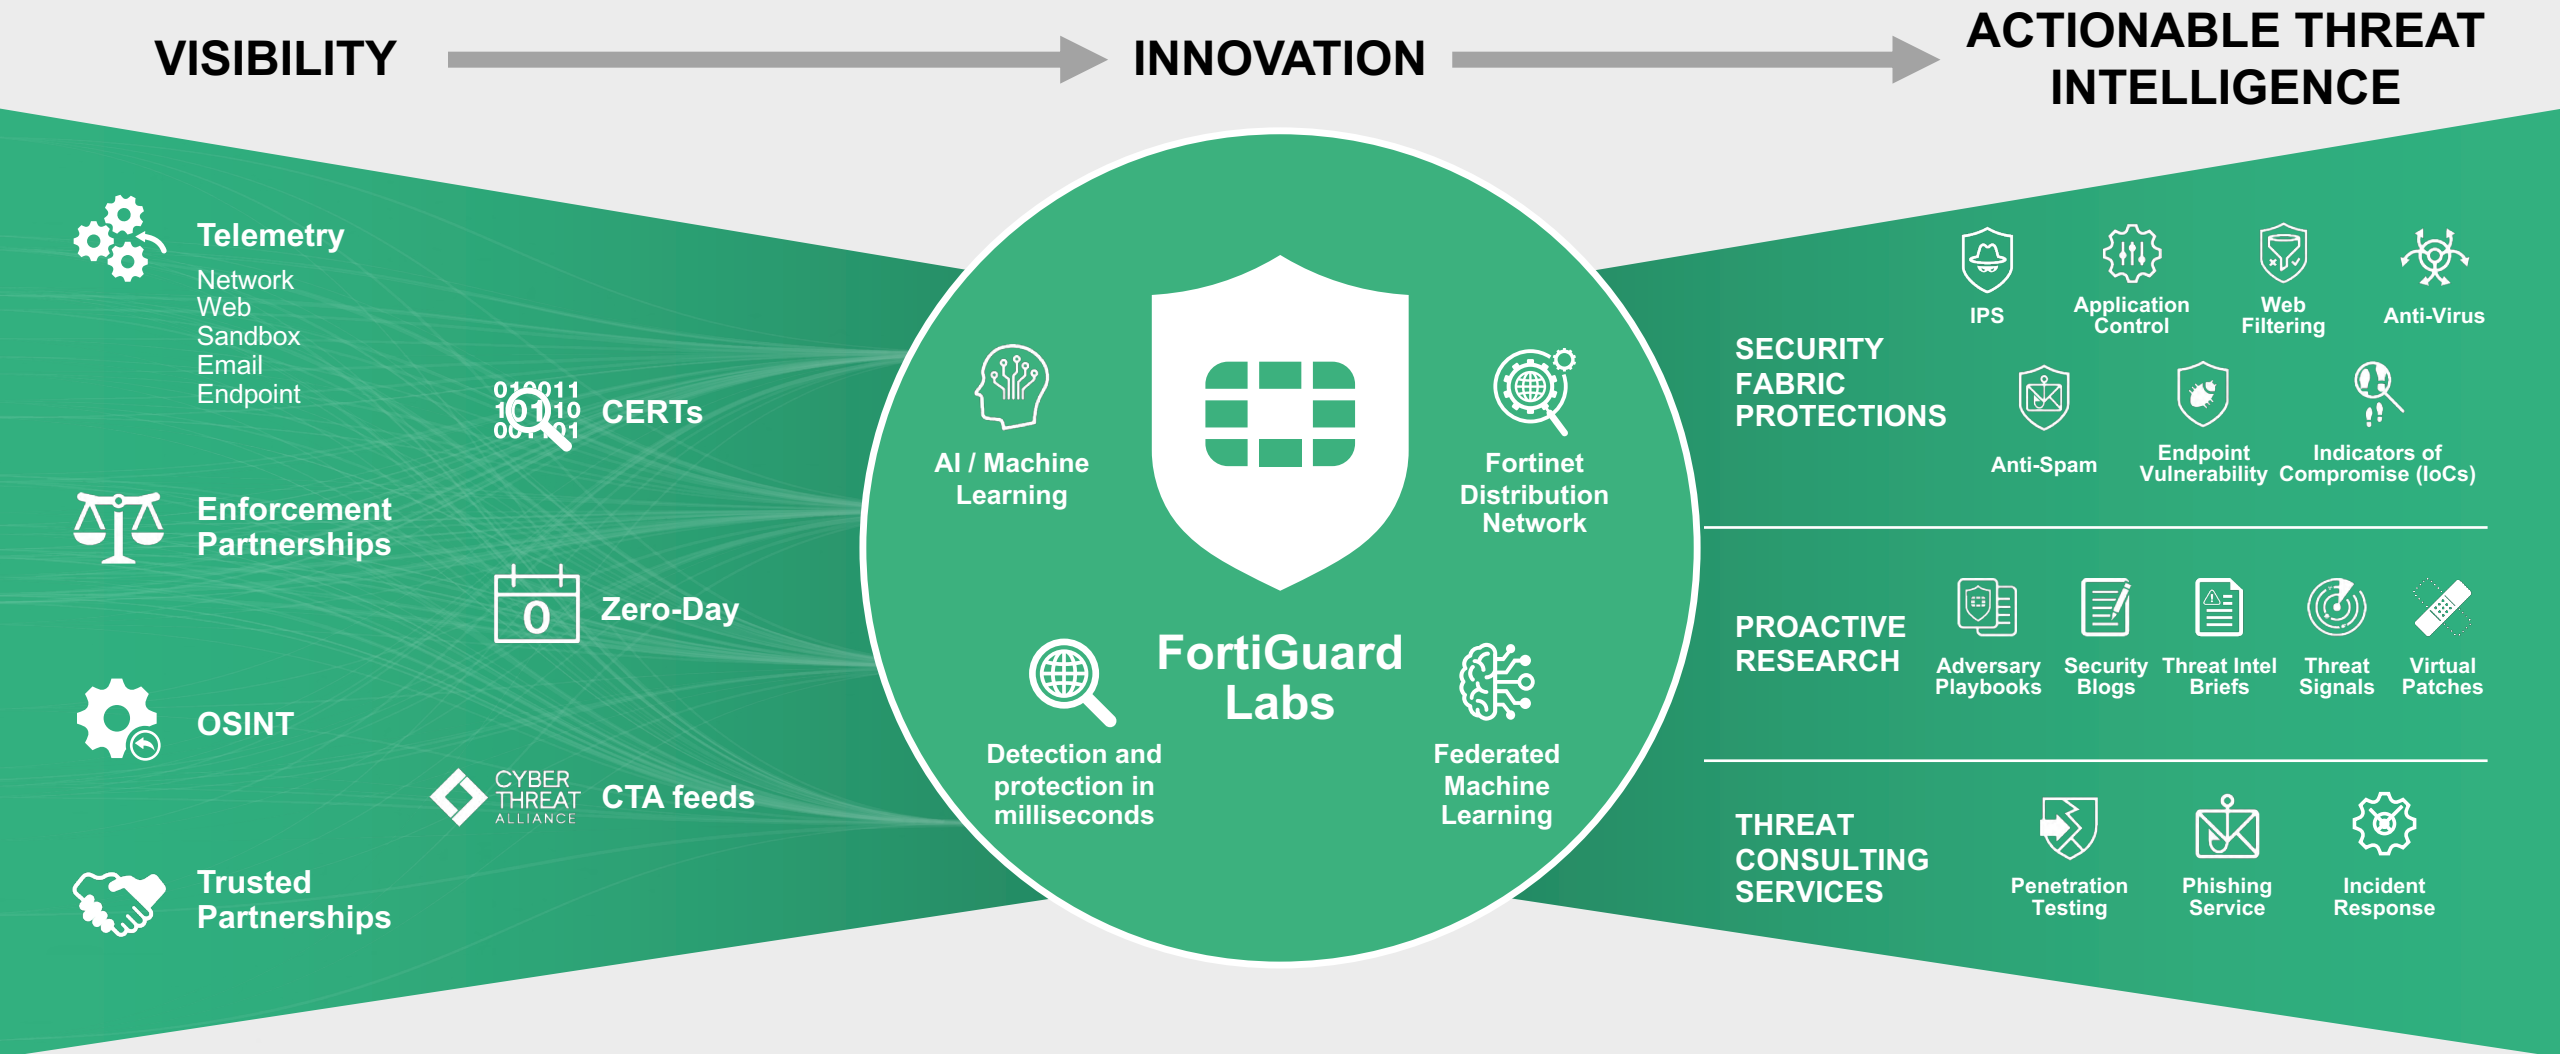 VISIBILITY
INNOVATION
ACTIONABLE THREAT
INTELLIGENCE
Telemetry
Network
Web
Sandbox
Email
Endpoint
Enforcement
Partnerships
OSINT
Trusted
Partnerships
010011
101110
001101
CERTs
0
Zero-Day
CYBER
THREAT
ALLIANCE
CTA feeds
AI / Machine
Learning
Fortinet
Distribution
Network
FortiGuard
Labs
Detection and
protection in
milliseconds
Federated
Machine
Learning
SECURITY
FABRIC
PROTECTIONS
IPS
Application
Control
Web
Filtering
Anti-Virus
Anti-Spam
Endpoint
Vulnerability
Indicators of
Compromise (IoCs)
PROACTIVE
RESEARCH
Adversary
Playbooks
Security
Blogs
Threat Intel
Briefs
Threat
Signals
Virtual
Patches
THREAT
CONSULTING
SERVICES
Penetration
Testing
Phishing
Service
Incident
Response